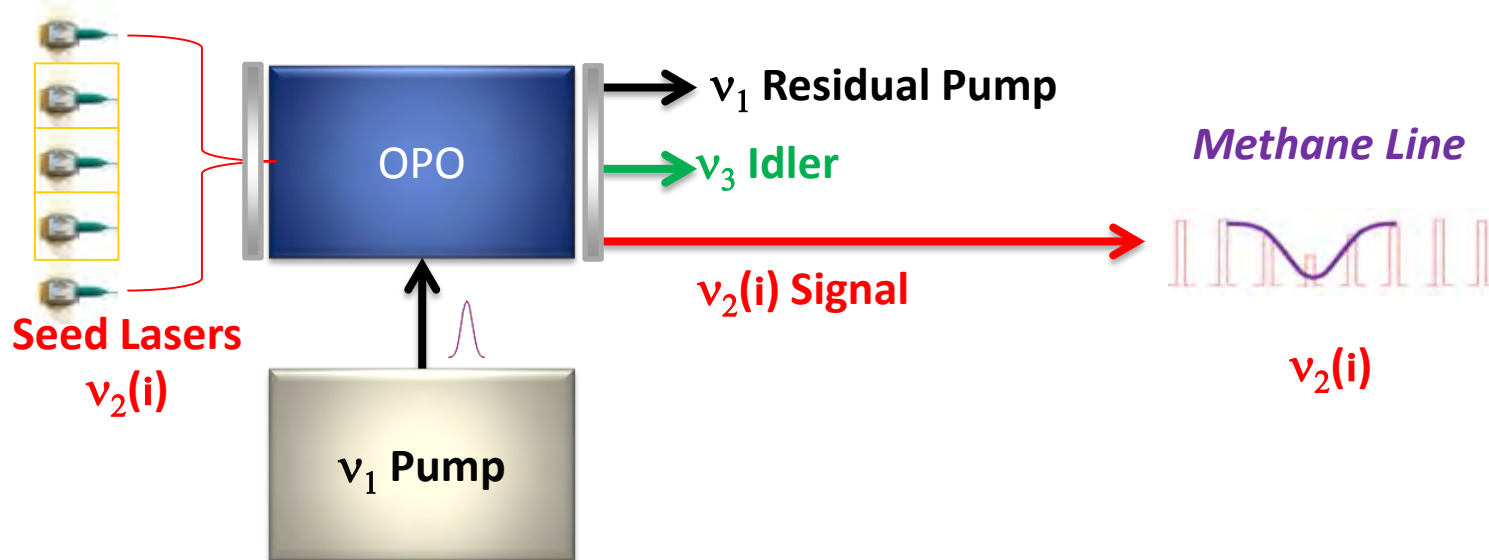 Seed Lasers
ν₂(i)
OPO
ν₁ Pump
ν₁ Residual Pump
ν₃ Idler
ν₂(i) Signal
Methane Line
ν₂(i)